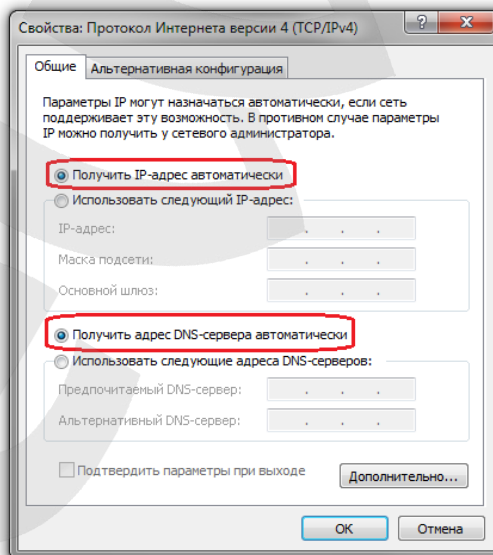 Свойства: Протокол Интернета версии 4 (TCP/IPv4)
Общие Альтернативная конфигурация
Параметры IP могут назначаться автоматически, если сеть
поддерживает эту возможность. В противном случае параметры
IP можно получить у сетевого администратора.
Получить IP-адрес автоматически
Использовать следующий IP-адрес:
IP-адрес:
Маска подсети:
Основной шлюз:
Получить адрес DNS-сервера автоматически
Использовать следующие адреса DNS-серверов:
Предпочитаемый DNS-сервер:
Альтернативный DNS-сервер:
Подтвердить параметры при выходе
Дополнительно...
ОК Отмена